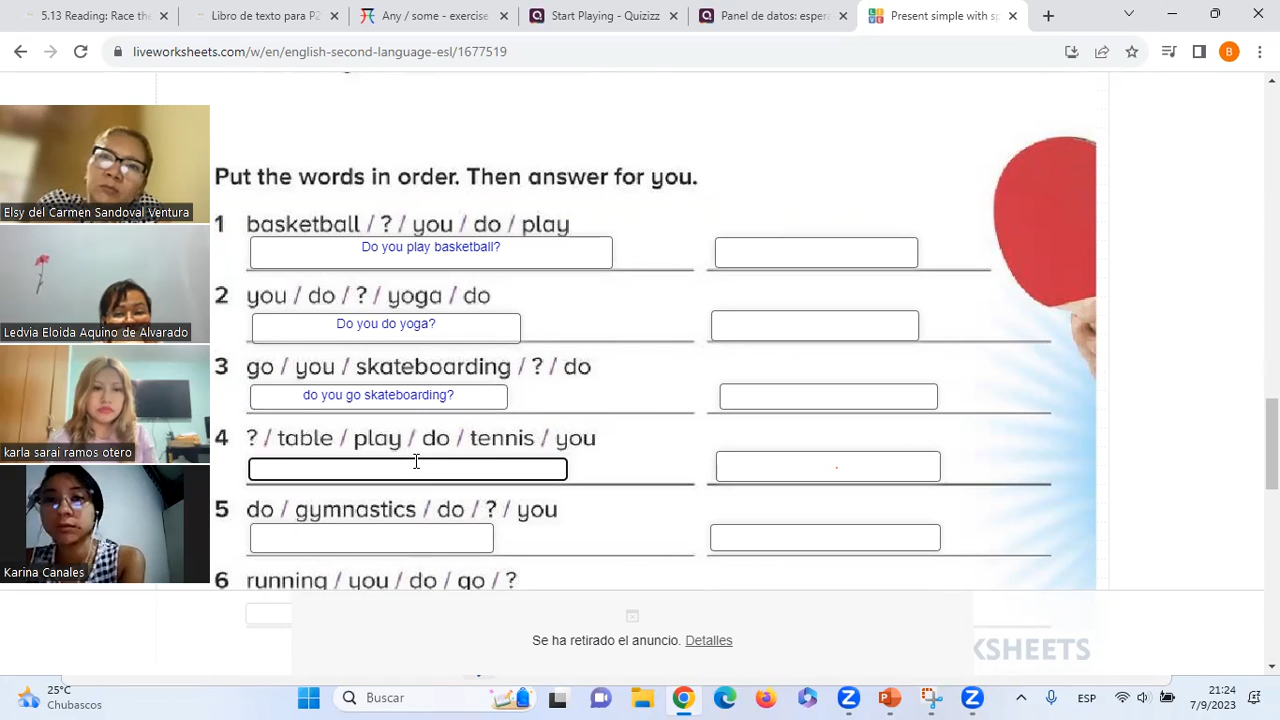 5.13 Reading: Race the
Libro de texto para P2
Any / some - exercise
Start Playing - Quizizz
Panel de datos: espera
Present simple with sp
liveworksheets.com/w/en/english-second-language-esl/1677519
B
Put the words in order. Then answer for you.
1 basketball / ? / you / do / play
Do you play basketball?
2 you / do / ? / yoga / do
Do you do yoga?
3 go / you / skateboarding / ? / do
do you go skateboarding?
4 ? / table / play / do / tennis / you
5 do / gymnastics / do / ? / you
6 running / you / do / go / ?
Elsy del Carmen Sandoval Ventura
Ledvia Eloida Aquino de Alvarado
karla sarai ramos otero
Karina Canales
Se ha retirado el anuncio. Detalles
KSHEETS
25°C
Chubascos
Buscar
ESP
21:24
7/9/2023